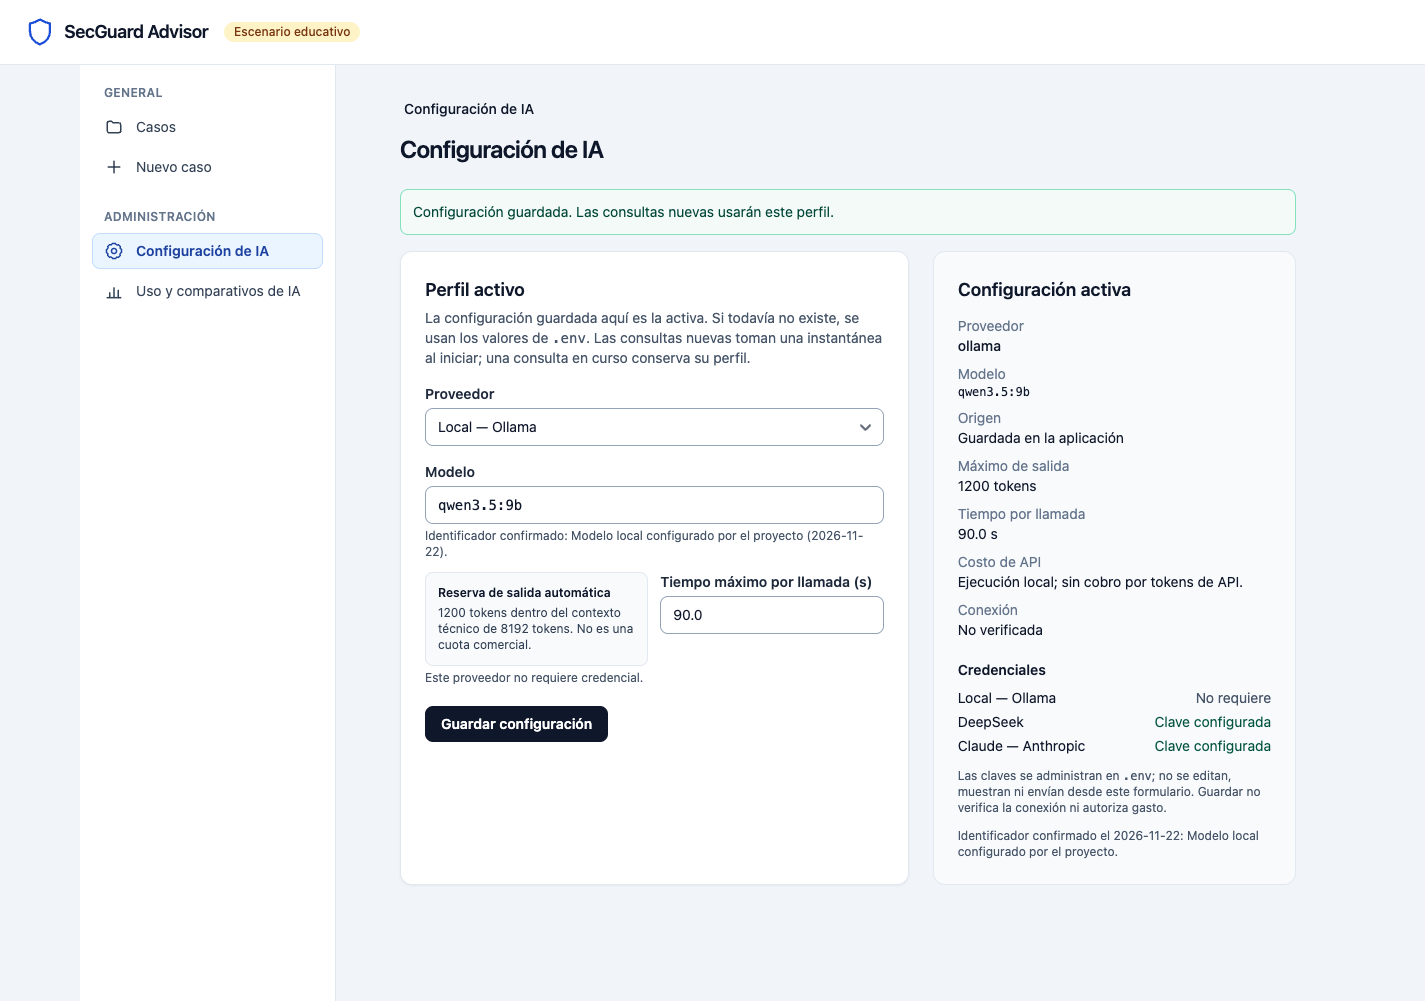 SecGuard Advisor
Escenario educativo
GENERAL
Casos
Nuevo caso
ADMINISTRACIÓN
Configuración de IA
Uso y comparativos de IA
Configuración de IA
Configuración de IA
Configuración guardada. Las consultas nuevas usarán este perfil.
Perfil activo
La configuración guardada aquí es la activa. Si todavía no existe, se
usan los valores de .env. Las consultas nuevas toman una instantánea
al iniciar; una consulta en curso conserva su perfil.
Proveedor
Local — Ollama
Modelo
qwen3.5:9b
Identificador confirmado: Modelo local configurado por el proyecto (2026-11-
22).
Reserva de salida automática
1200 tokens dentro del contexto
técnico de 8192 tokens. No es una
cuota comercial.
Tiempo máximo por llamada (s)
90.0
Este proveedor no requiere credencial.
Guardar configuración
Configuración activa
Proveedor
ollama
Modelo
qwen3.5:9b
Origen
Guardada en la aplicación
Máximo de salida
1200 tokens
Tiempo por llamada
90.0 s
Costo de API
Ejecución local; sin cobro por tokens de API.
Conexión
No verificada
Credenciales
Local — Ollama No requiere
DeepSeek Clave configurada
Claude — Anthropic Clave configurada
Las claves se administran en .env; no se editan,
muestran ni envían desde este formulario. Guardar no
verifica la conexión ni autoriza gasto.
Identificador confirmado el 2026-11-22: Modelo local
configurado por el proyecto.